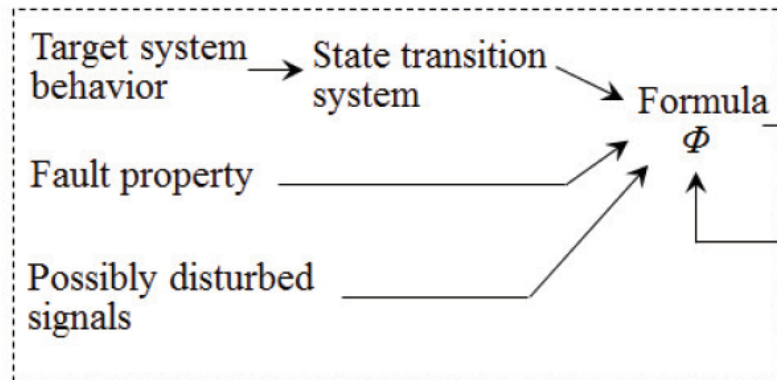 Target system
behavior
State transition
system
Formula
Φ
Fault property
Possibly disturbed
signals